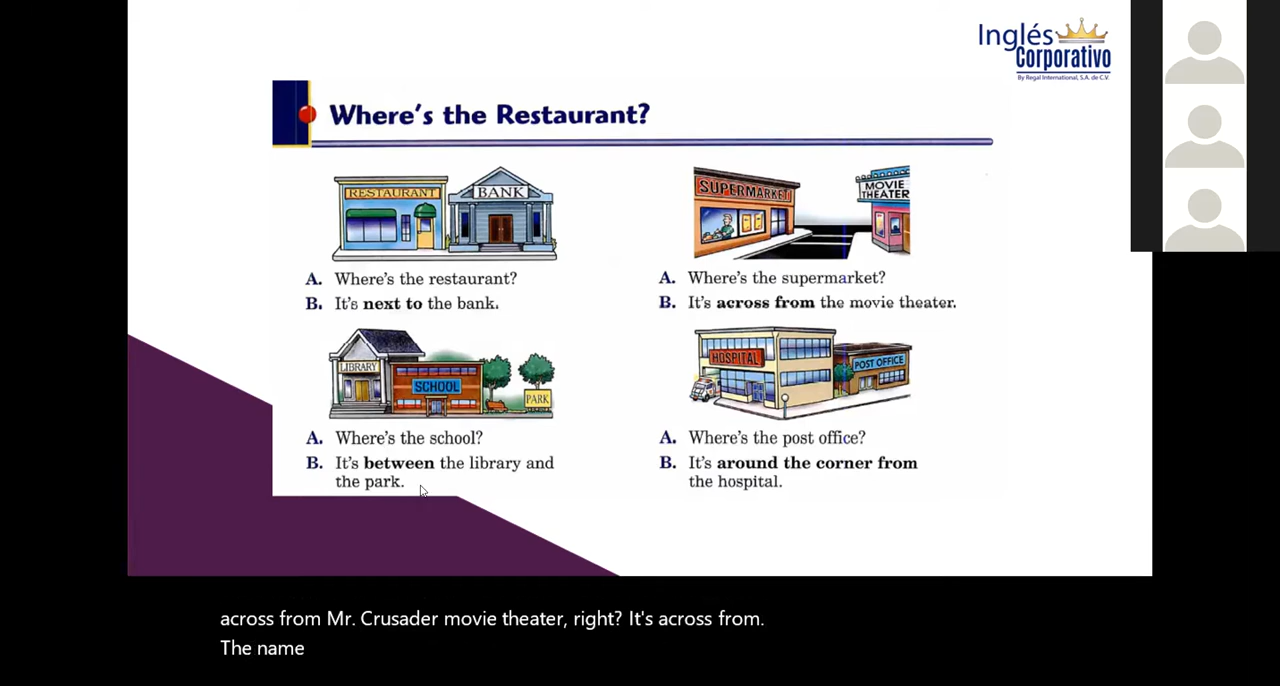 Inglés
Corporativo
By Regal International, S.A. de C.V.
Where's the Restaurant?
RESTAURANT
BANK
SUPERMARKET
MOVIE
THEATER
A. Where's the restaurant?
B. It's next to the bank.
A. Where's the supermarket?
B. It's across from the movie theater.
LIBRARY
SCHOOL
PARK
HOSPITAL
POST OFFICE
A. Where's the school?
B. It's between the library and
the park.
A. Where's the post office?
B. It's around the corner from
the hospital.
across from Mr. Crusader movie theater, right? It's across from.
The name